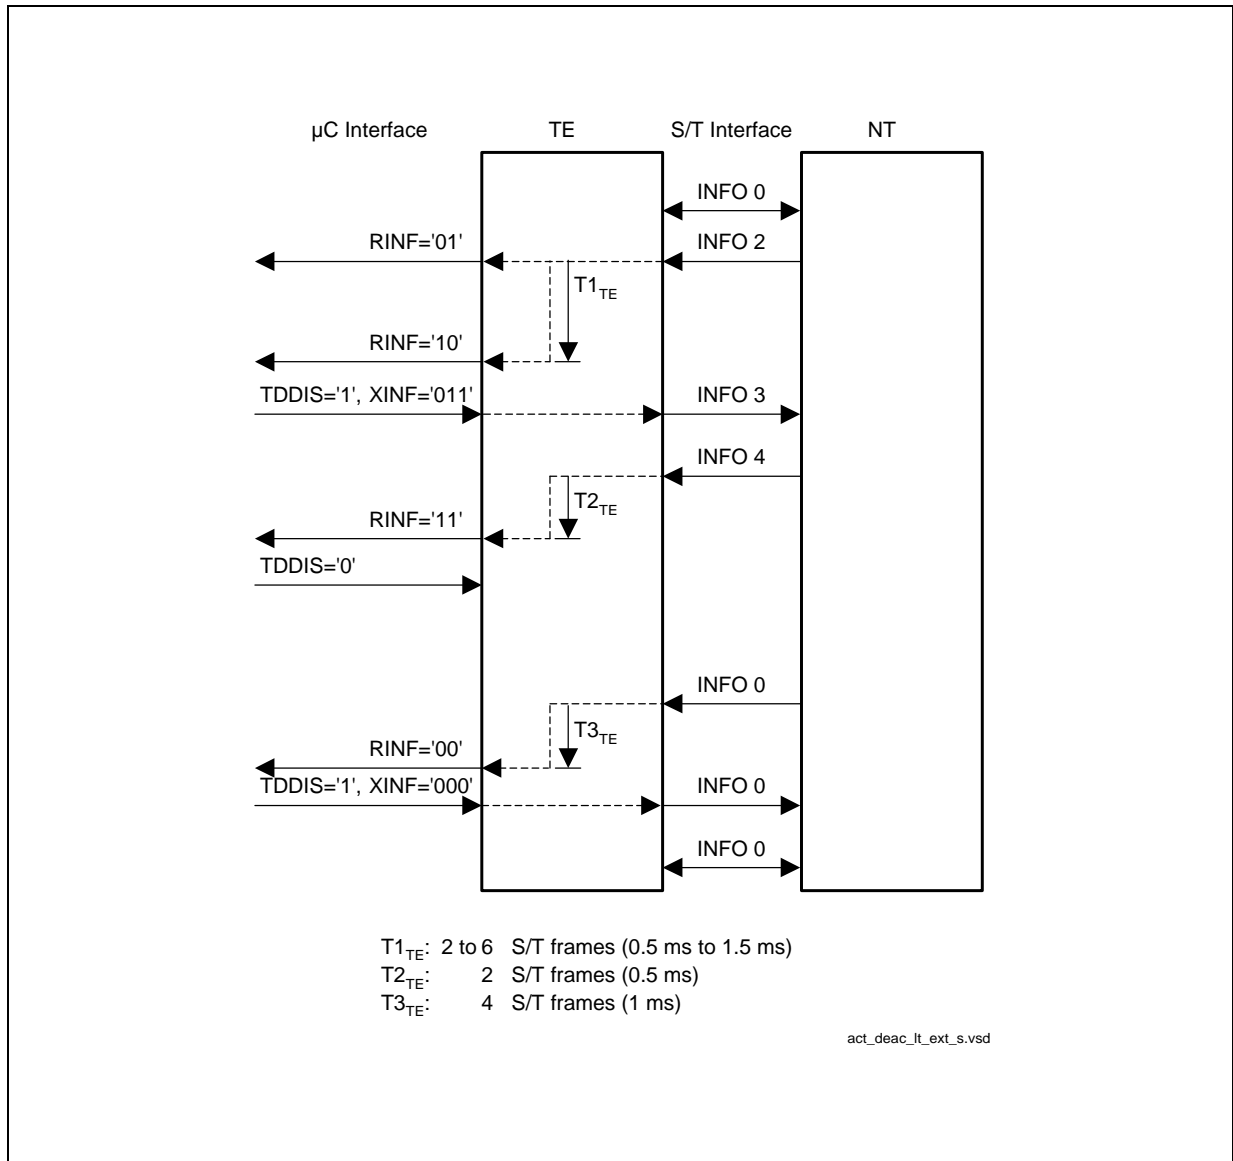 µC Interface TE S/T Interface NT
INFO 0
RINF='01' INFO 2
T1TE
RINF='10'
TDDIS='1', XINF='011' INFO 3
INFO 4
T2TE
RINF='11'
TDDIS='0'
INFO 0
T3TE
RINF='00'
TDDIS='1', XINF='000' INFO 0
INFO 0
T1TE: 2 to 6 S/T frames (0.5 ms to 1.5 ms)
T2TE: 2 S/T frames (0.5 ms)
T3TE: 4 S/T frames (1 ms)
act_deac_lt_ext_s.vsd